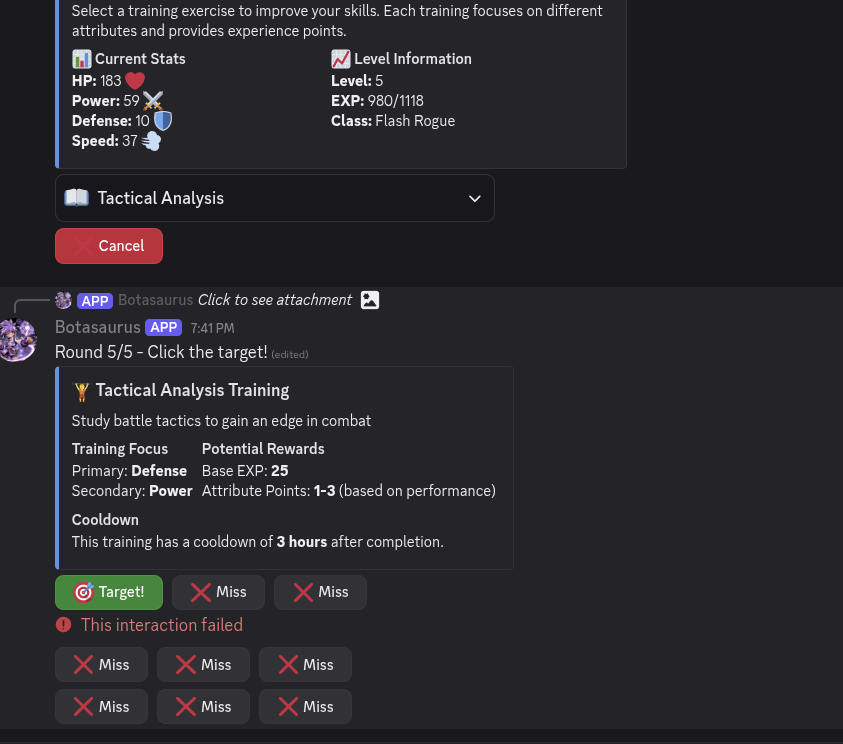 Select a training exercise to improve your skills. Each training focuses on different
attributes and provides experience points.
Current Stats
HP: 183
Power: 59
Defense: 10
Speed: 37
Level Information
Level: 5
EXP: 980/1118
Class: Flash Rogue
Tactical Analysis
Cancel
APP Botasaurus Click to see attachment
Botasaurus APP 7:41 PM
Round 5/5 - Click the target! (edited)
Tactical Analysis Training
Study battle tactics to gain an edge in combat
Training Focus
Primary: Defense
Secondary: Power
Potential Rewards
Base EXP: 25
Attribute Points: 1-3 (based on performance)
Cooldown
This training has a cooldown of 3 hours after completion.
Target! Miss Miss
This interaction failed
Miss Miss Miss
Miss Miss Miss